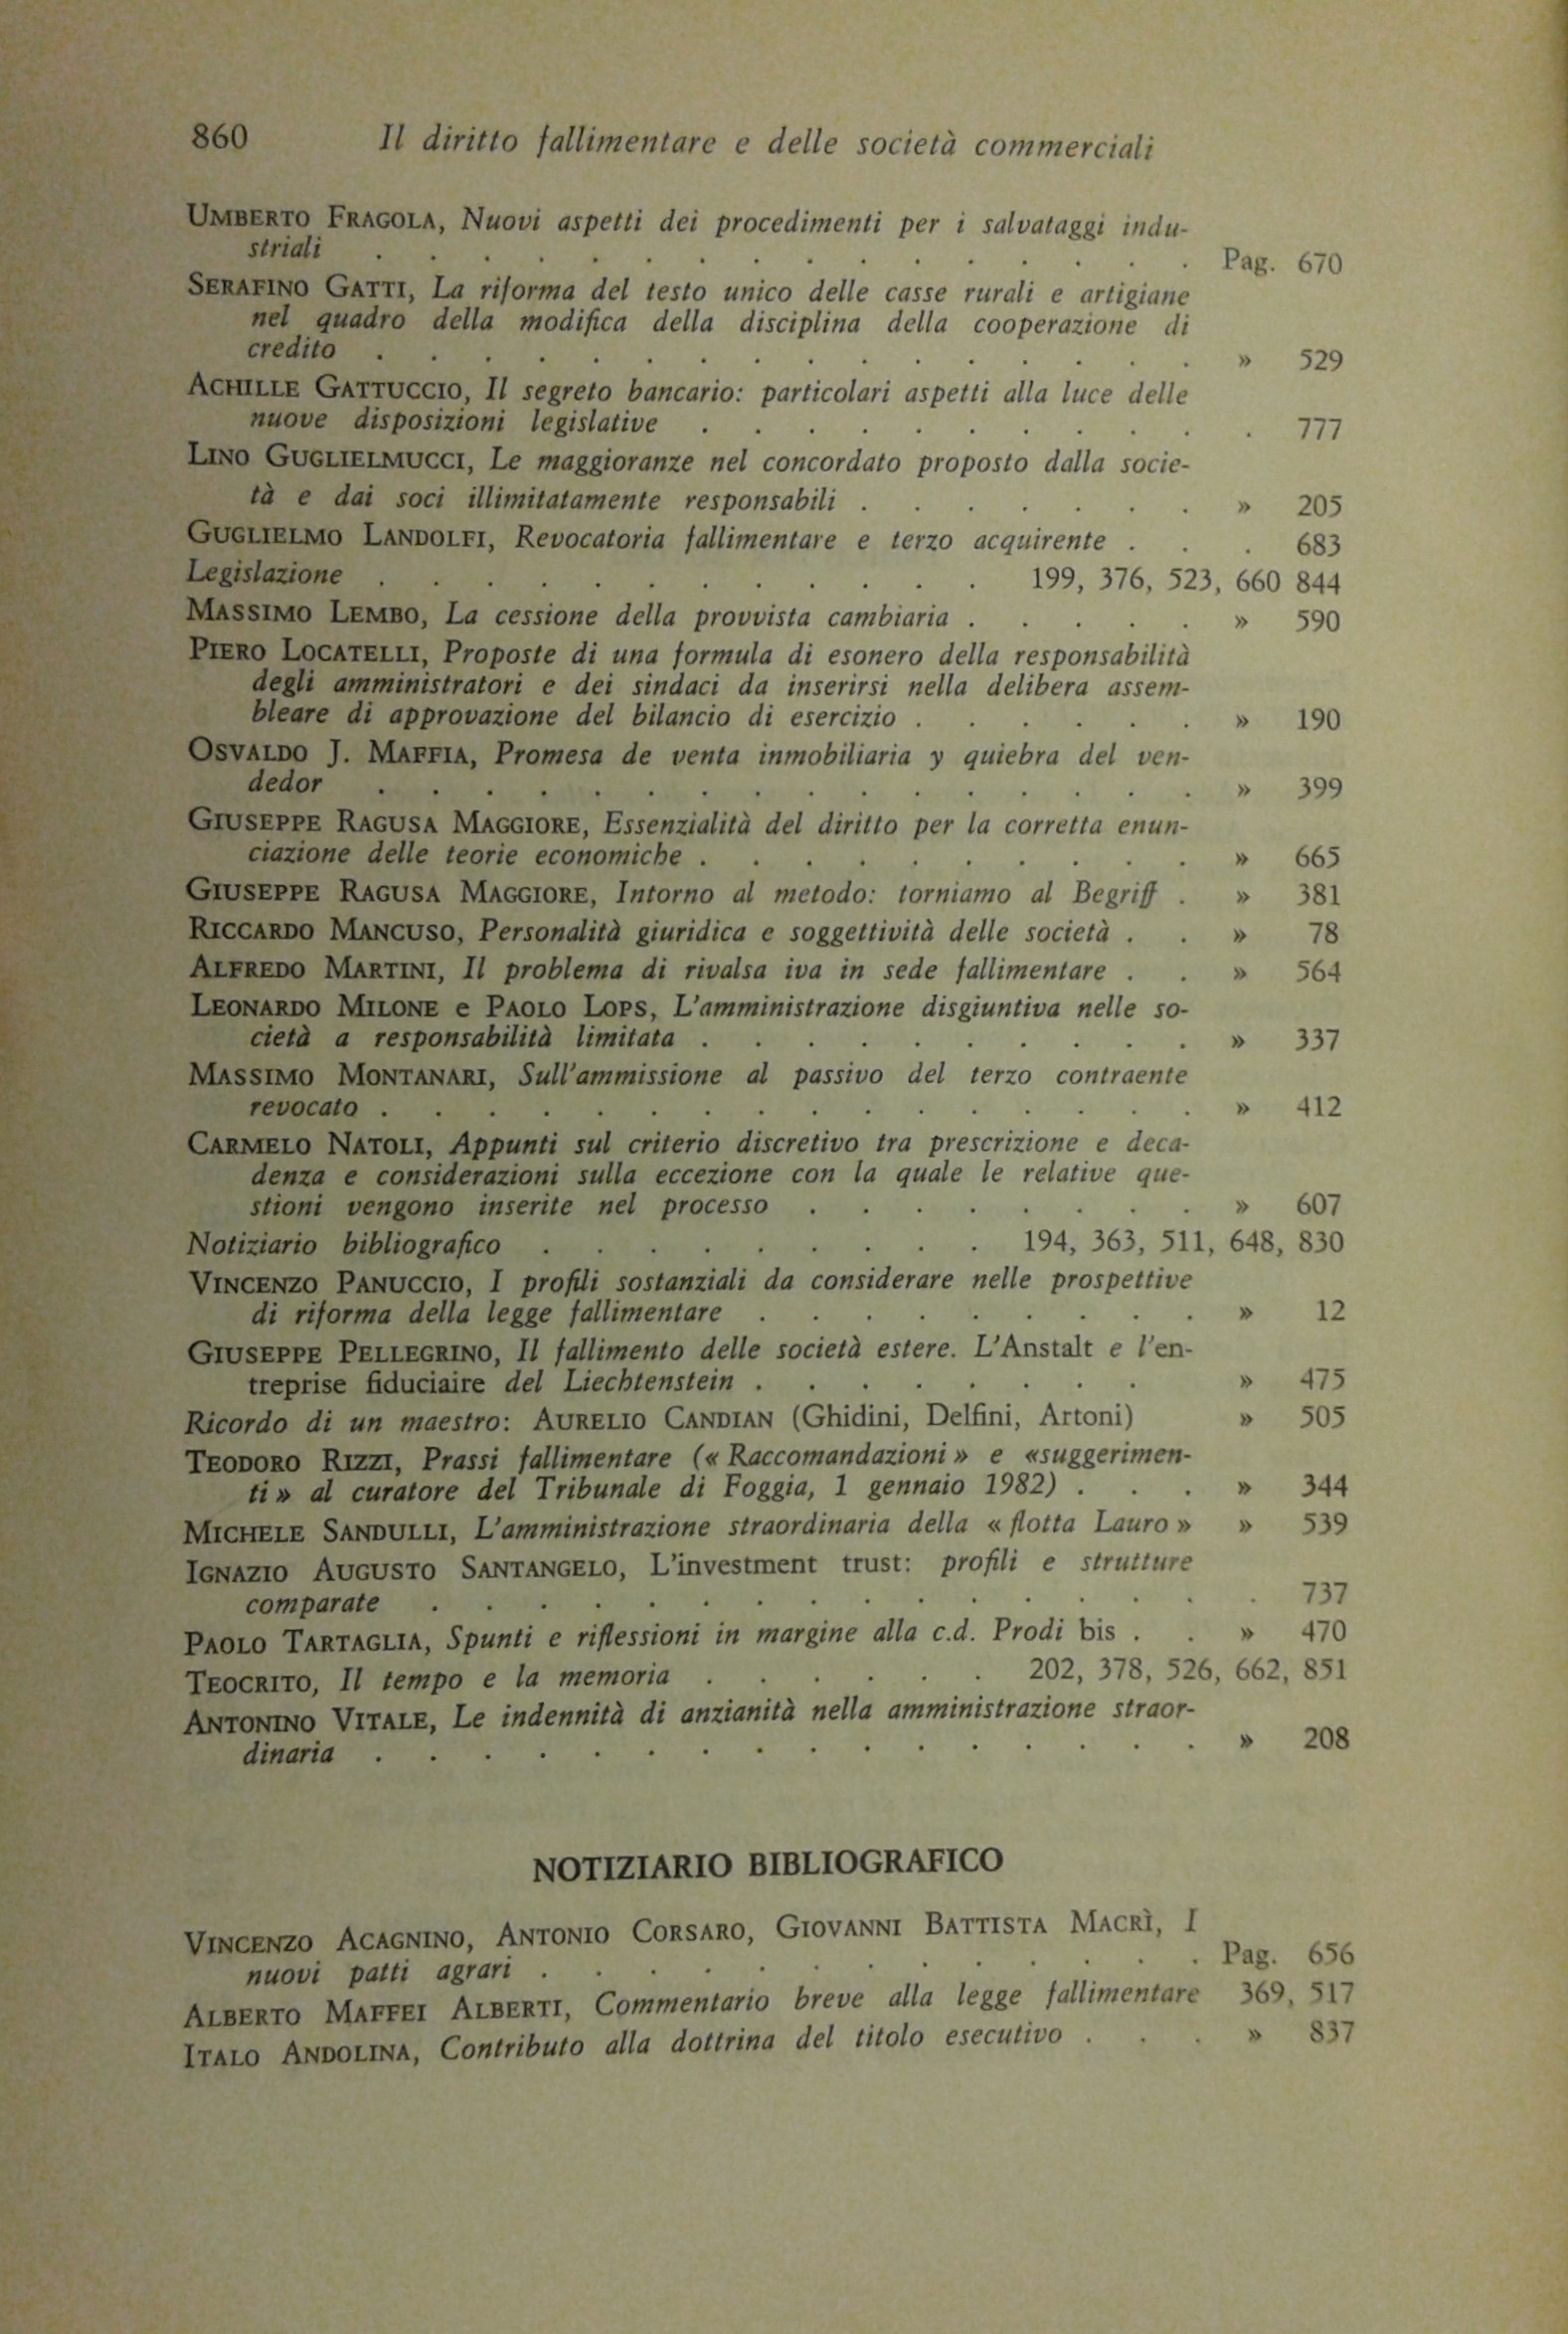 860 Il diritto fallimentare e delle società commerciali
UMBERTO FRAGOLA, Nuovi aspetti dei procedimenti per i salvataggi indu-
striali . . . . . . . . . . . . . . . . Pag. 670
SERAFINO GATTI, La riforma del testo unico delle casse rurali e artigiane
nel quadro della modifica della disciplina della cooperazione di
credito . . . . . . . . . . . . . . . . » 529
ACHILLE GATTUCCIO, Il segreto bancario: particolari aspetti alla luce delle
nuove disposizioni legislative . . . . . . . . . . . 777
LINO GUGLIELMUCCI, Le maggioranze nel concordato proposto dalla socie-
tà e dai soci illimitatamente responsabili . . . . . . . » 205
GUGLIELMO LANDOLFI, Revocatoria fallimentare e terzo acquirente . . . 683
Legislazione . . . . . . . . . . . . 199, 376, 523, 660 844
MASSIMO LEMBO, La cessione della provvista cambiaria . . . . . » 590
PIERO LOCATELLI, Proposte di una formula di esonero della responsabilità
degli amministratori e dei sindaci da inserirsi nella delibera assem-
bleare di approvazione del bilancio di esercizio . . . . . . » 190
OSVALDO J. MAFFIA, Promesa de venta inmobiliaria y quiebra del ven-
dedor . . . . . . . . . . . . . . . . » 399
GIUSEPPE RAGUSA MAGGIORE, Essenzialità del diritto per la corretta enun-
ciazione delle teorie economiche . . . . . . . . . . » 665
GIUSEPPE RAGUSA MAGGIORE, Intorno al metodo: torniamo al Begriff . » 381
RICCARDO MANCUSO, Personalità giuridica e soggettività delle società . . » 78
ALFREDO MARTINI, Il problema di rivalsa iva in sede fallimentare . . » 564
LEONARDO MILONE e PAOLO LOPS, L'amministrazione disgiuntiva nelle so-
cietà a responsabilità limitata . . . . . . . . . . » 337
MASSIMO MONTANARI, Sull'ammissione al passivo del terzo contraente
revocato . . . . . . . . . . . . . . . . » 412
CARMELO NATOLI, Appunti sul criterio discretivo tra prescrizione e deca-
denza e considerazioni sulla eccezione con la quale le relative que-
stioni vengono inserite nel processo . . . . . . . . » 607
Notiziario bibliografico . . . . . . . . . 194, 363, 511, 648, 830
VINCENZO PANUCCIO, I profili sostanziali da considerare nelle prospettive
di riforma della legge fallimentare . . . . . . . . . » 12
GIUSEPPE PELLEGRINO, Il fallimento delle società estere. L'Anstalt e l'en-
treprise fiduciaire del Liechtenstein . . . . . . . . » 475
Ricordo di un maestro: AURELIO CANDIAN (Ghidini, Delfini, Artoni) » 505
TEODORO RIZZI, Prassi fallimentare (« Raccomandazioni » e «suggerimen-
ti » al curatore del Tribunale di Foggia, 1 gennaio 1982) . . . » 344
MICHELE SANDULLI, L'amministrazione straordinaria della « flotta Lauro » » 539
IGNAZIO AUGUSTO SANTANGELO, L'investment trust: profili e strutture
comparate . . . . . . . . . . . . . . . . 737
PAOLO TARTAGLIA, Spunti e riflessioni in margine alla c.d. Prodi bis . . » 470
TEOCRITO, Il tempo e la memoria . . . . . . 202, 378, 526, 662, 851
ANTONINO VITALE, Le indennità di anzianità nella amministrazione straor-
dinaria . . . . . . . . . . . . . . . . » 208
NOTIZIARIO BIBLIOGRAFICO
VINCENZO ACAGNINO, ANTONIO CORSARO, GIOVANNI BATTISTA MACRÌ, I
nuovi patti agrari . . . . . . . . . . . . . Pag. 656
ALBERTO MAFFEI ALBERTI, Commentario breve alla legge fallimentare 369, 517
ITALO ANDOLINA, Contributo alla dottrina del titolo esecutivo . . . » 837